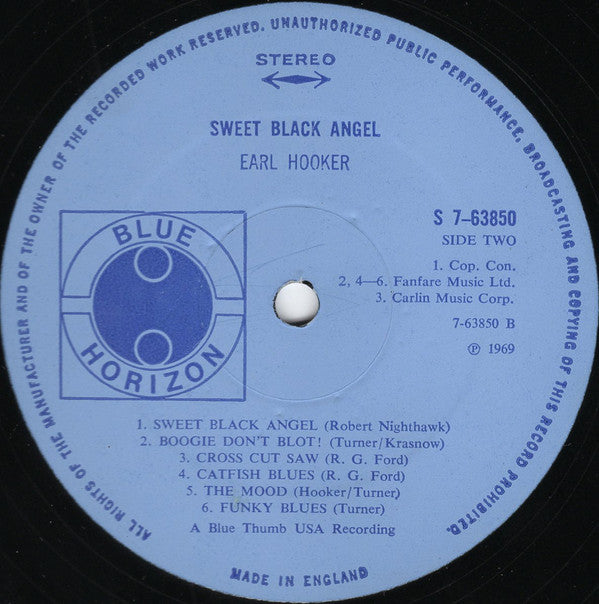 ALL RIGHTS OF THE MANUFACTURER AND OF THE OWNER OF THE RECORDED WORK RESERVED. UNAUTHORIZED PUBLIC PERFORMANCE, BROADCASTING AND COPYING OF THIS RECORD PROHIBITED.
STEREO
SWEET BLACK ANGEL
EARL HOOKER
BLUE
HORIZON
S 7-63850
SIDE TWO
1. Cop. Con.
2, 4—6. Fanfare Music Ltd.
3. Carlin Music Corp.
7-63850 B
℗ 1969
1. SWEET BLACK ANGEL (Robert Nighthawk)
2. BOOGIE DON'T BLOT! (Turner/Krasnow)
3. CROSS CUT SAW (R. G. Ford)
4. CATFISH BLUES (R. G. Ford)
5. THE MOOD (Hooker/Turner)
6. FUNKY BLUES (Turner)
A Blue Thumb USA Recording
MADE IN ENGLAND